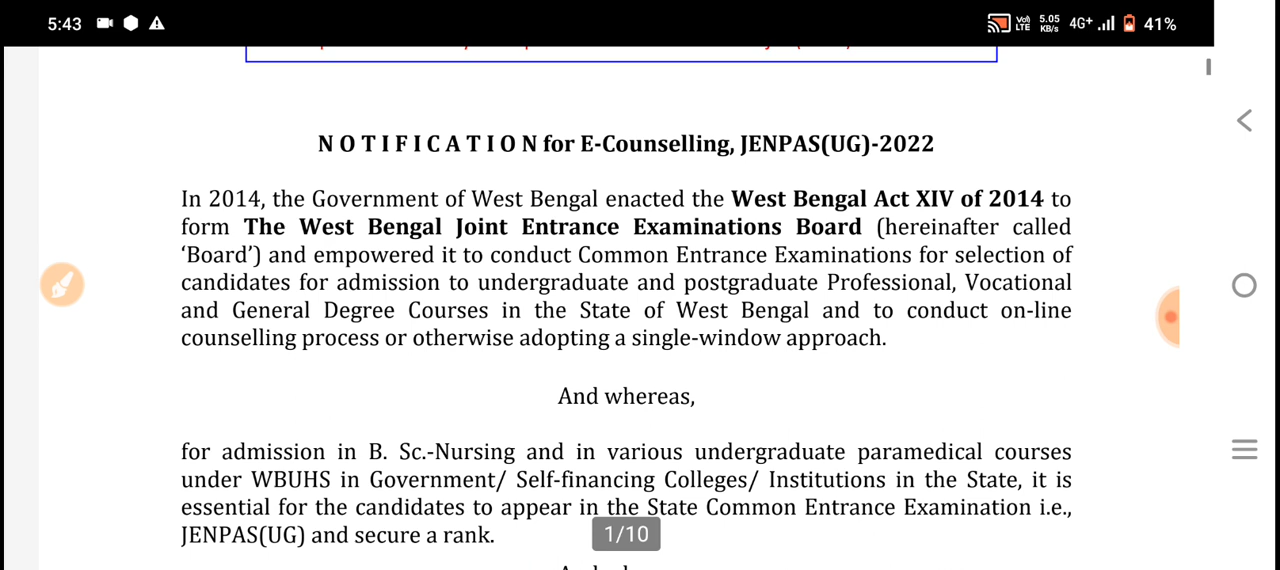 5:43
Vo) LTE 5.05 KB/s 4G+ 41%
N O T I F I C A T I O N for E-Counselling, JENPAS(UG)-2022
In 2014, the Government of West Bengal enacted the West Bengal Act XIV of 2014 to
form The West Bengal Joint Entrance Examinations Board (hereinafter called
‘Board’) and empowered it to conduct Common Entrance Examinations for selection of
candidates for admission to undergraduate and postgraduate Professional, Vocational
and General Degree Courses in the State of West Bengal and to conduct on-line
counselling process or otherwise adopting a single-window approach.
And whereas,
for admission in B. Sc.-Nursing and in various undergraduate paramedical courses
under WBUHS in Government/ Self-financing Colleges/ Institutions in the State, it is
essential for the candidates to appear in the State Common Entrance Examination i.e.,
JENPAS(UG) and secure a rank.
1/10